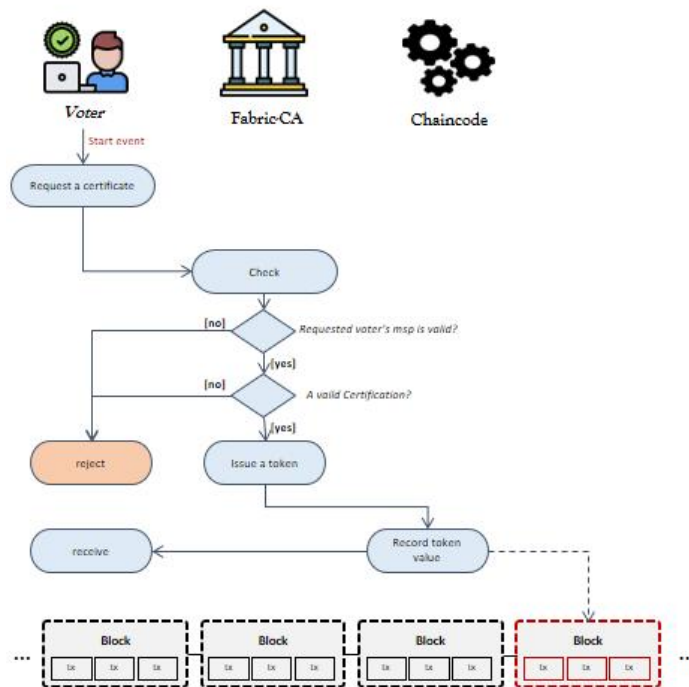 Voter
Fabric-CA
Chaincode
Start event
Request a certificate
Check
[no]
Requested voter's msp is valid?
[yes]
[no]
A vaild Certification?
[yes]
reject
Issue a token
receive
Record token
value
Block
Block
Block
Block
...
tx tx tx
tx tx tx
tx tx tx
tx tx tx
...